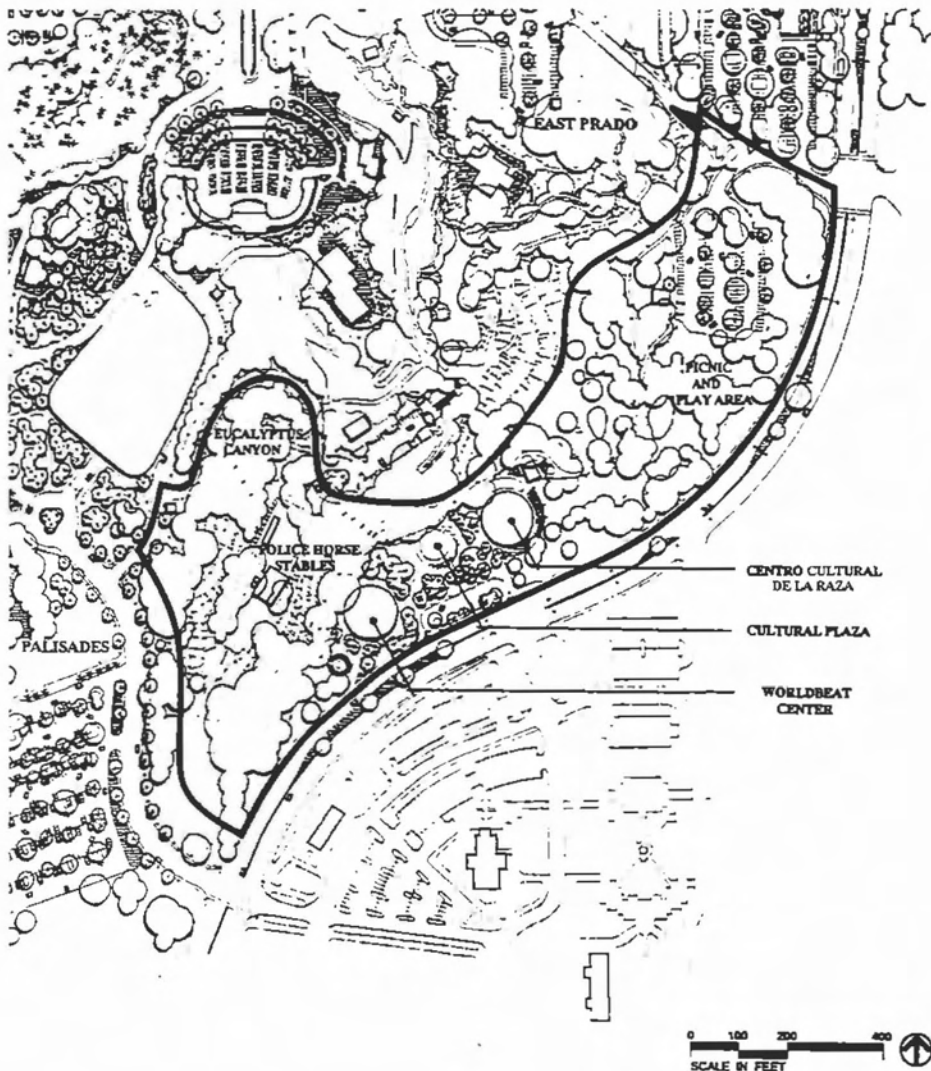 EAST PRADO
PICNIC
AND
PLAY AREA
EUCALYPTUS
CANYON
POLICE HORSE
STABLES
CENTRO CULTURAL
DE LA RAZA
CULTURAL PLAZA
PALISADES
WORLDBEAT
CENTER
0 100 200 400
SCALE IN FEET